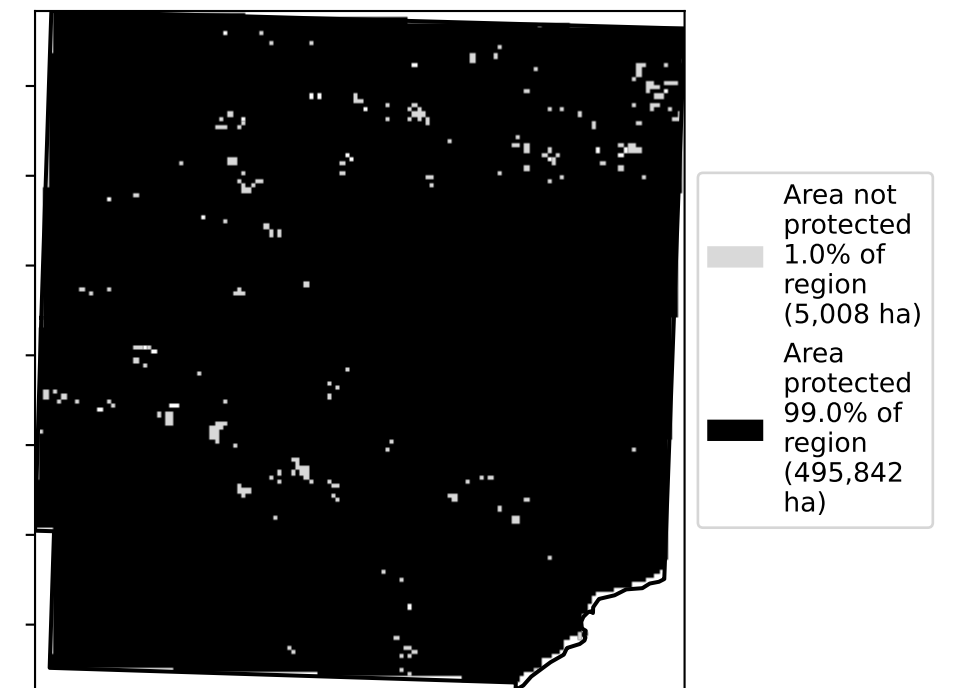 Area not
protected
1.0% of
region
(5,008 ha)
Area
protected
99.0% of
region
(495,842
ha)